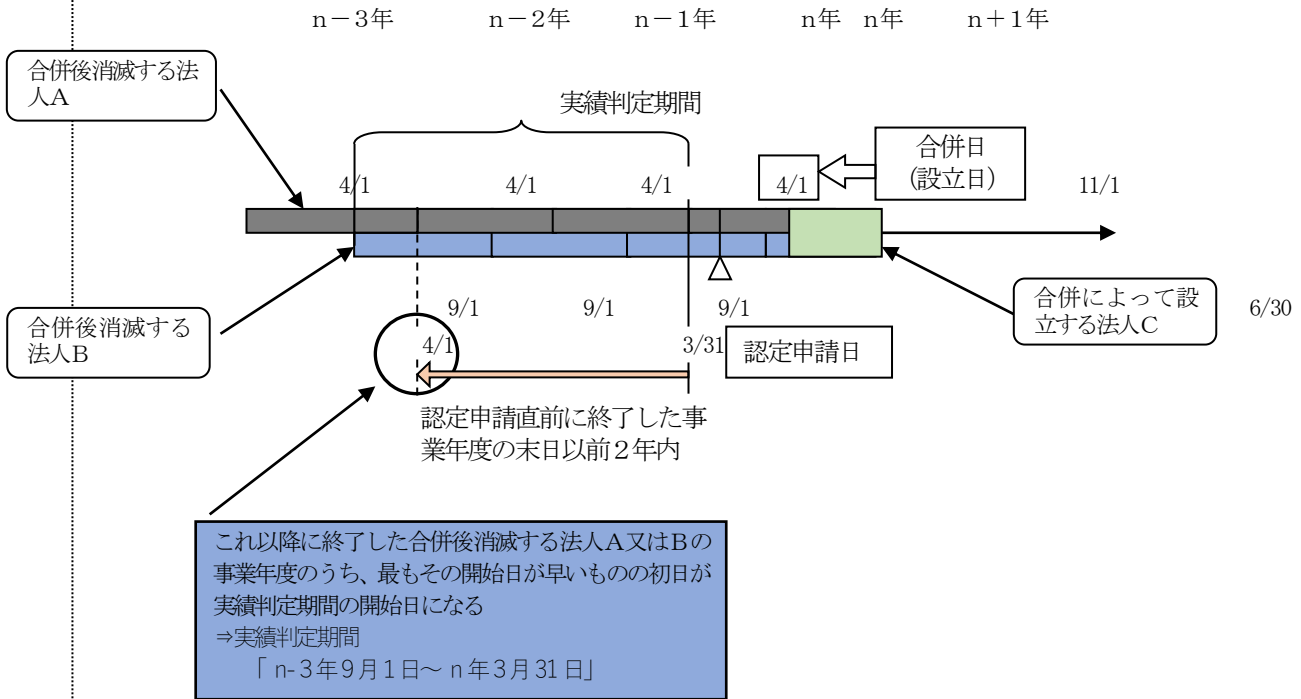 n－3年 n－2年 n－1年 n年 n年 n＋1年
合併後消滅する法
人A
実績判定期間
合併日
（設立日）
4/1 4/1 4/1 4/1 11/1
合併後消滅する
法人B
9/1 9/1 9/1
合併によって設
立する法人C
6/30
4/1 3/31 認定申請日
認定申請直前に終了した事
業年度の末日以前２年内
これ以降に終了した合併後消滅する法人A又はBの
事業年度のうち、最もその開始日が早いものの初日が
実績判定期間の開始日になる
⇒実績判定期間
「 n-3年9月1日～ n 年3月31日」